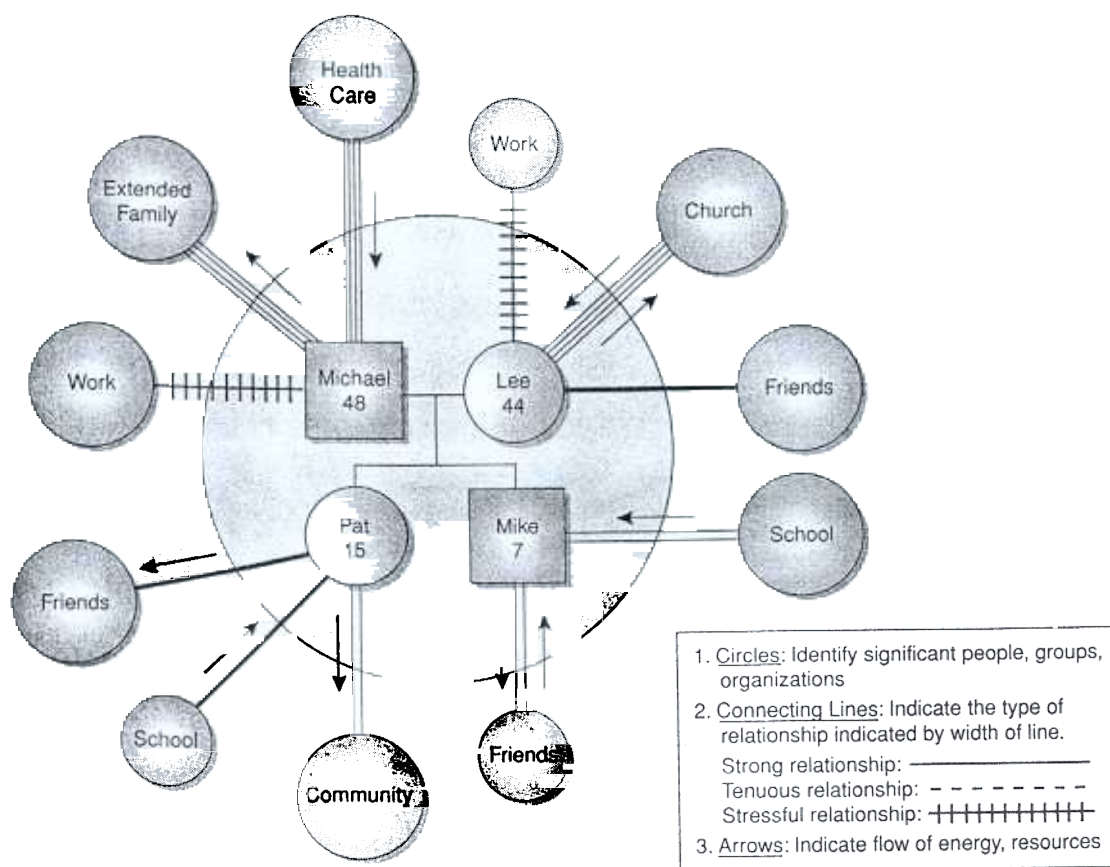 Health
Care
Work
Extended
Family
Church
Work
Michael
48
Lee
44
Friends
Pat
15
Mike
7
School
Friends
School
Community
Friends
1. Circles: Identify significant people, groups,
organizations
2. Connecting Lines: Indicate the type of
relationship indicated by width of line.
Strong relationship:
Tenuous relationship:
Stressful relationship:
3. Arrows: Indicate flow of energy, resources